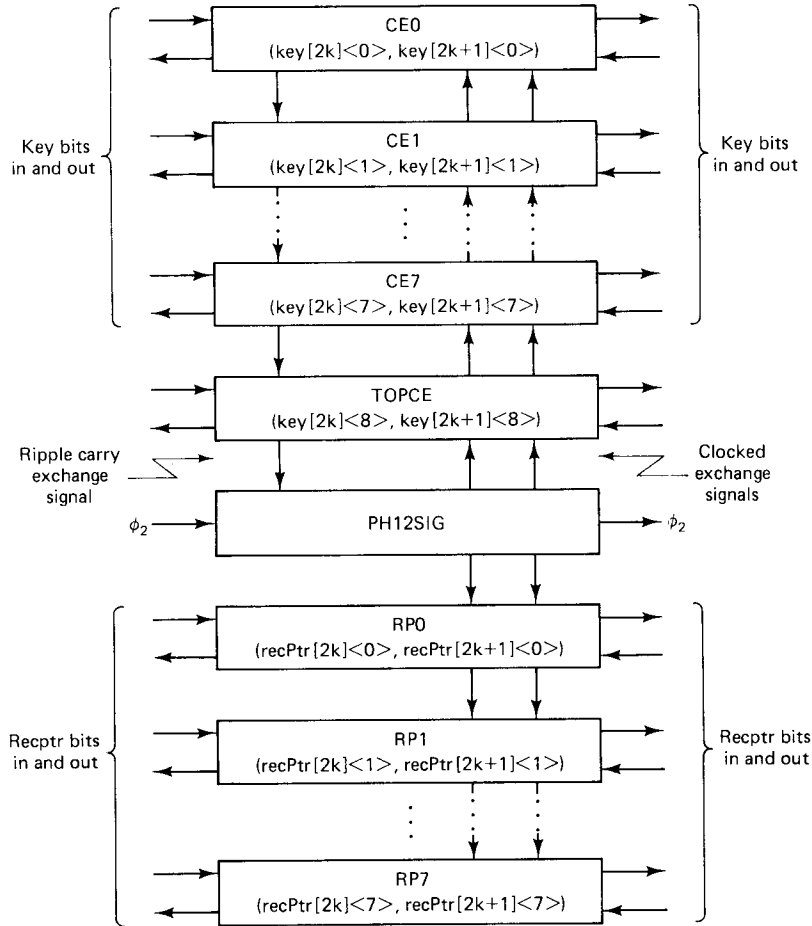 CE0
(key[2k]<0>, key[2k+1]<0>)
Key bits
in and out
CE1
(key[2k]<1>, key[2k+1]<1>)
Key bits
in and out
CE7
(key[2k]<7>, key[2k+1]<7>)
TOPCE
(key[2k]<8>, key[2k+1]<8>)
Ripple carry
exchange
signal
Clocked
exchange
signals
ϕ2
PH12SIG
ϕ2
RP0
(recPtr[2k]<0>, recPtr[2k+1]<0>)
Recptr bits
in and out
RP1
(recPtr[2k}<1>, recPtr[2k+1]<1>)
Recptr bits
in and out
RP7
(recPtr[2k}<7>, recPtr[2k+1]<7>)